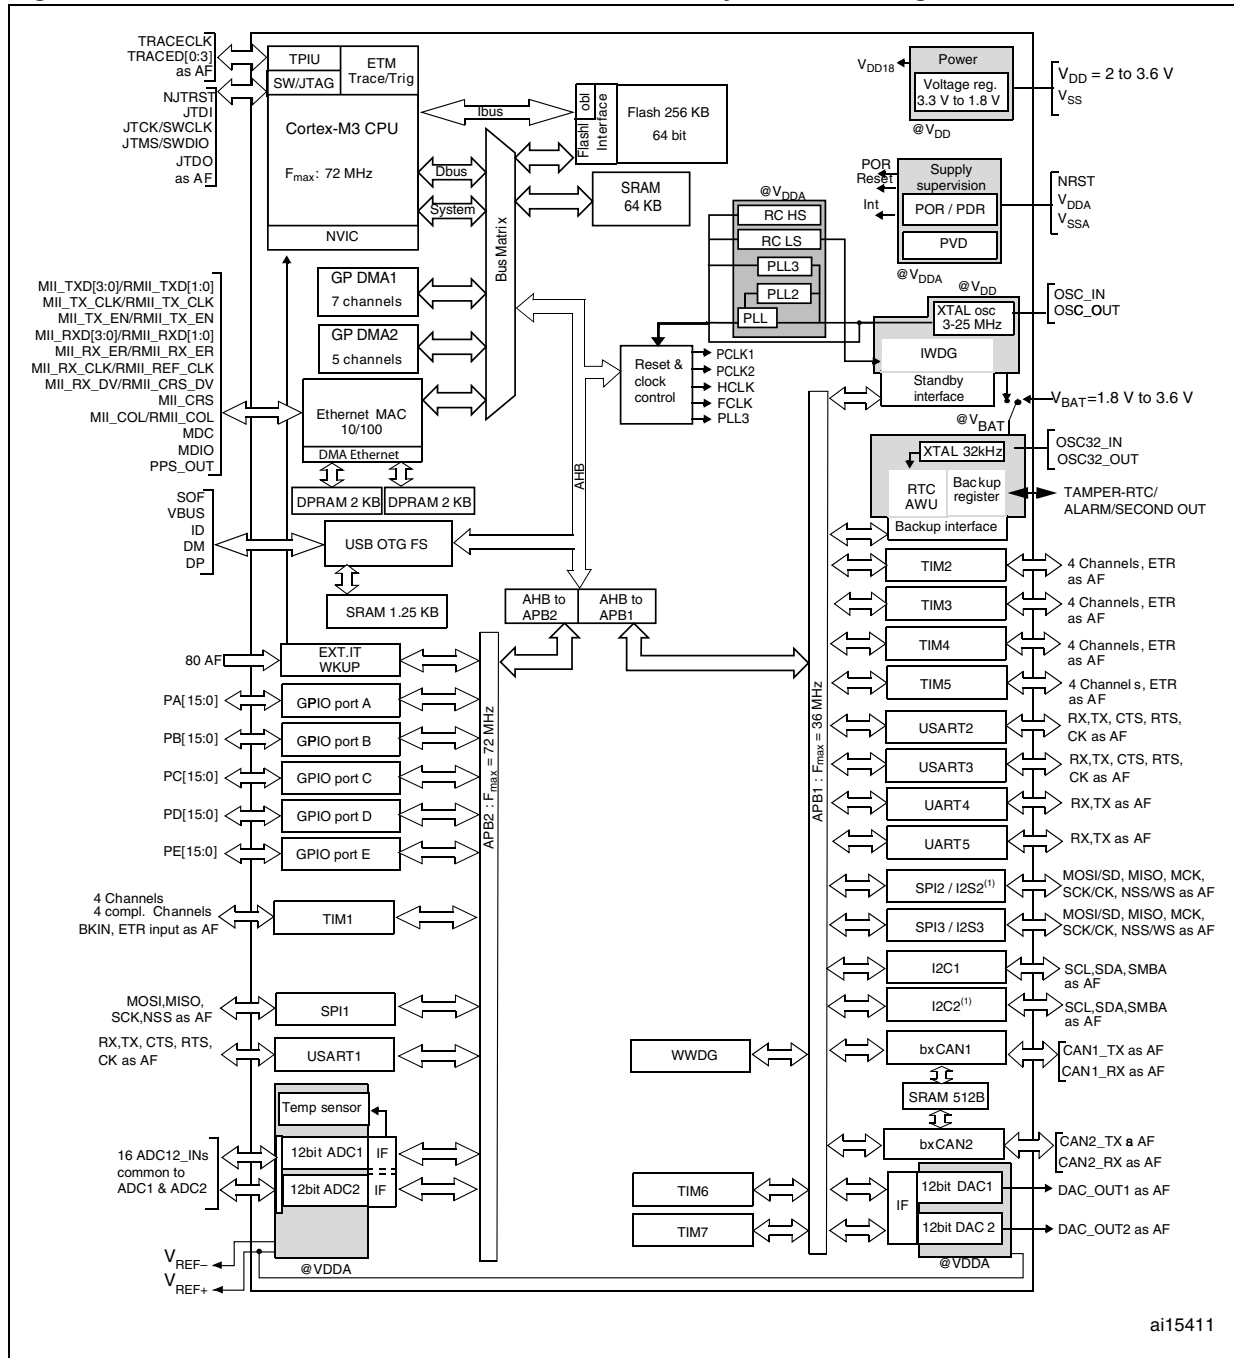 TRACECLK
TRACED[0:3]
as AF
TPIU
SW/JTAG
ETM
Trace/Trig
NJTRST
JTDI
JTCK/SWCLK
JTMS/SWDIO
JTDO
as AF
Cortex-M3 CPU
Fmax: 72 MHz
NVIC
Ibus
Dbus
System
Bus Matrix
Flashl obl
Interface
Flash 256 KB
64 bit
SRAM
64 KB
Power
VDD18
Voltage reg.
3.3 V to 1.8 V
@VDD
VDD = 2 to 3.6 V
VSS
POR
Reset
Int
Supply
supervision
POR / PDR
PVD
@VDDA
NRST
VDDA
VSSA
@VDDA
RC HS
RC LS
PLL3
PLL2
PLL
@VDD
XTAL osc
3-25 MHz
IWDG
Standby
interface
OSC_IN
OSC_OUT
GP DMA1
7 channels
GP DMA2
5 channels
MII_TXD[3:0]/RMII_TXD[1:0]
MII_TX_CLK/RMII_TX_CLK
MII_TX_EN/RMII_TX_EN
MII_RXD[3:0]/RMII_RXD[1:0]
MII_RX_ER/RMII_RX_ER
MII_RX_CLK/RMII_REF_CLK
MII_RX_DV/RMII_CRS_DV
MII_CRS
MII_COL/RMII_COL
MDC
MDIO
PPS_OUT
Ethernet MAC
10/100
DMA Ethernet
DPRAM 2 KB
DPRAM 2 KB
AHB
Reset &
clock
control
PCLK1
PCLK2
HCLK
FCLK
PLL3
VBAT=1.8 V to 3.6 V
@VBAT
XTAL 32kHz
RTC
AWU
Backup
register
Backup interface
OSC32_IN
OSC32_OUT
TAMPER-RTC/
ALARM/SECOND OUT
SOF
VBUS
ID
DM
DP
USB OTG FS
SRAM 1.25 KB
AHB to
APB2
AHB to
APB1
80 AF
EXT.IT
WKUP
PA[15:0]
GPIO port A
PB[15:0]
GPIO port B
PC[15:0]
GPIO port C
PD[15:0]
GPIO port D
PE[15:0]
GPIO port E
4 Channels
4 compl. Channels
BKIN, ETR input as AF
TIM1
MOSI,MISO,
SCK,NSS as AF
SPI1
RX,TX, CTS, RTS,
CK as AF
USART1
Temp sensor
16 ADC12_INs
common to
ADC1 & ADC2
12bit ADC1
IF
12bit ADC2
IF
VREF–
VREF+
@VDDA
APB2 : Fmax = 72 MHz
APB1 : Fmax = 36 MHz
WWDG
TIM6
TIM7
TIM2
4 Channels, ETR
as AF
TIM3
4 Channels, ETR
as AF
TIM4
4 Channels, ETR
as AF
TIM5
4 Channels, ETR
as AF
USART2
RX,TX, CTS, RTS,
CK as AF
USART3
RX,TX, CTS, RTS,
CK as AF
UART4
RX,TX as AF
UART5
RX,TX as AF
SPI2 / I2S2(1)
MOSI/SD, MISO, MCK,
SCK/CK, NSS/WS as AF
SPI3 / I2S3
MOSI/SD, MISO, MCK,
SCK/CK, NSS/WS as AF
I2C1
SCL,SDA,SMBA
as AF
I2C2(1)
SCL,SDA,SMBA
as AF
bxCAN1
CAN1_TX as AF
CAN1_RX as AF
SRAM 512B
bxCAN2
CAN2_TX a AF
CAN2_RX as AF
IF
12bit DAC1
DAC_OUT1 as AF
12bit DAC 2
DAC_OUT2 as AF
@VDDA
ai15411